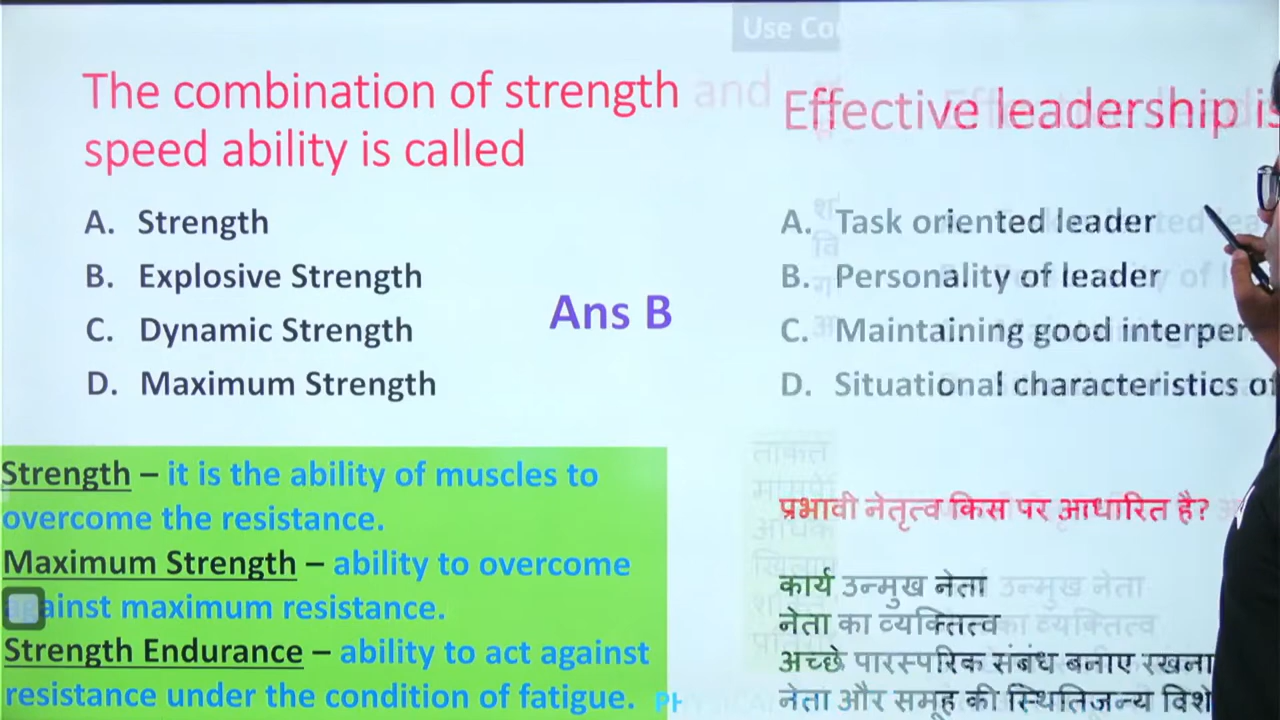 Use Co
The combination of strength and
speed ability is called
A. Strength
B. Explosive Strength
C. Dynamic Strength
D. Maximum Strength
Ans B
Strength – it is the ability of muscles to
overcome the resistance.
Maximum Strength – ability to overcome
against maximum resistance.
Strength Endurance – ability to act against
resistance under the condition of fatigue.
Effective leadership is
A. Task oriented leader
B. Personality of leader
C. Maintaining good interper
D. Situational characteristics of
प्रभावी नेतृत्व किस पर आधारित है?
कार्य उन्मुख नेता
नेता का व्यक्तित्व
अच्छे पारस्परिक संबंध बनाए रखना
नेता और समूह की स्थितिजन्य विशे